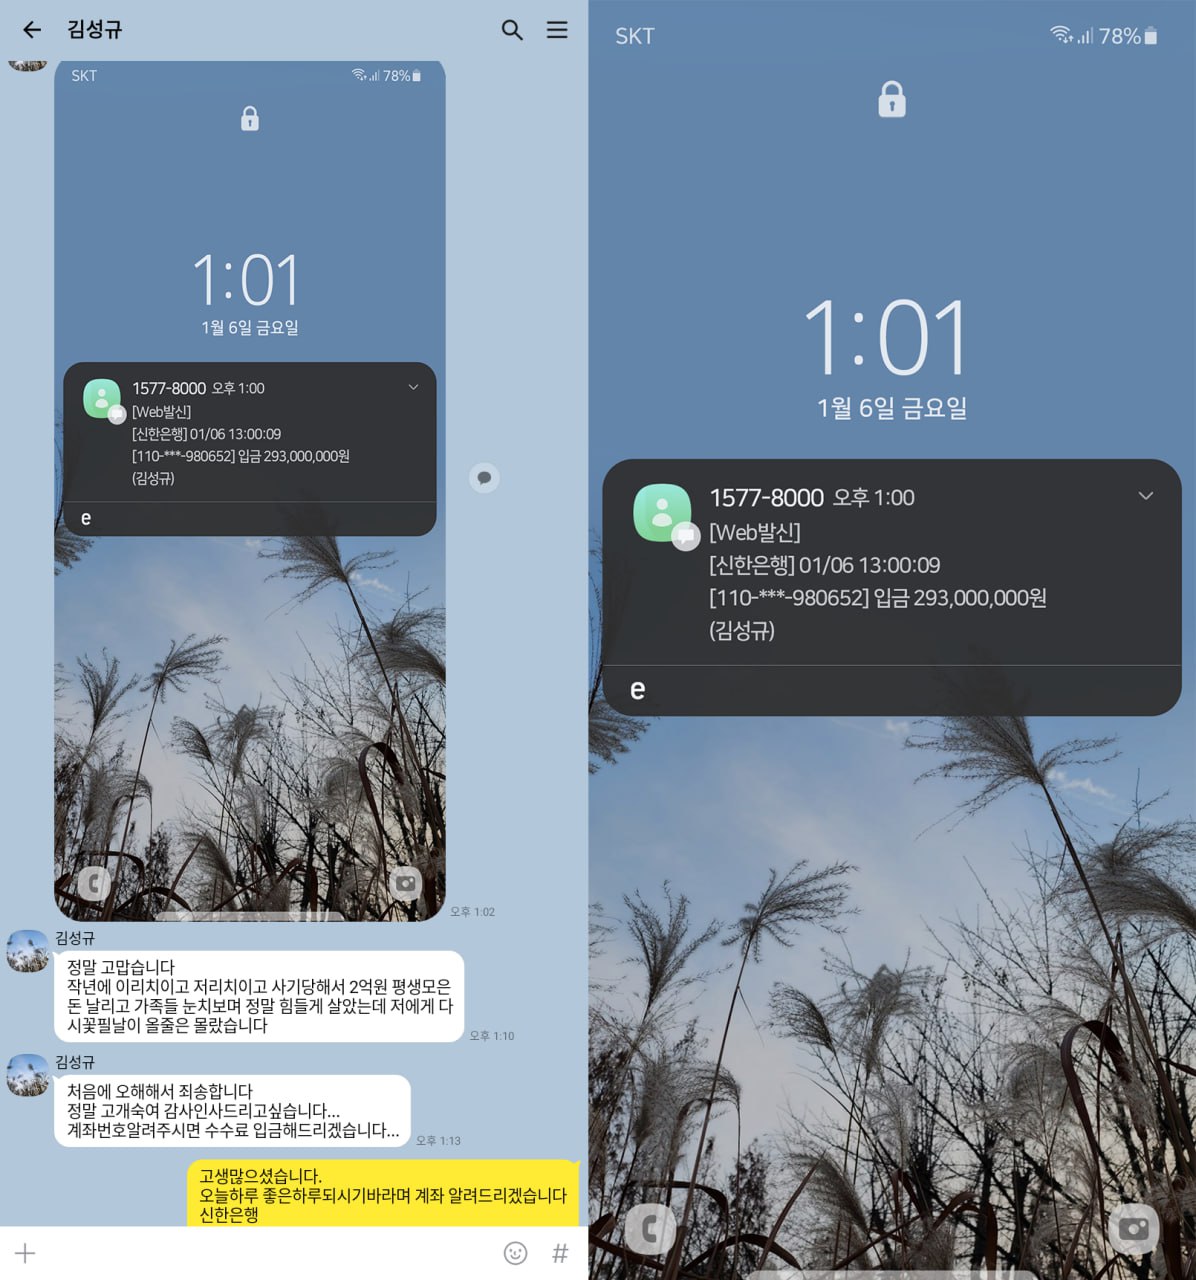 김성규
SKT
78%
1:01
1월 6일 금요일
1577-8000 오후 1:00
[Web발신]
[신한은행] 01/06 13:00:09
[110-***-980652] 입금 293,000,000원
(김성규)
e
오후 1:02
김성규
정말 고맙습니다
작년에 이리치이고 저리치이고 사기당해서 2억원 평생모은
돈 날리고 가족들 눈치보며 정말 힘들게 살았는데 저에게 다
시꽃필날이 올줄은 몰랐습니다
오후 1:10
김성규
처음에 오해해서 죄송합니다
정말 고개숙여 감사인사드리고싶습니다...
계좌번호알려주시면 수수료 입금해드리겠습니다...
오후 1:13
고생많으셨습니다.
오늘하루 좋은하루되시기바라며 계좌 알려드리겠습니다
신한은행
#
SKT
78%
1:01
1월 6일 금요일
1577-8000 오후 1:00
[Web발신]
[신한은행] 01/06 13:00:09
[110-***-980652] 입금 293,000,000원
(김성규)
e